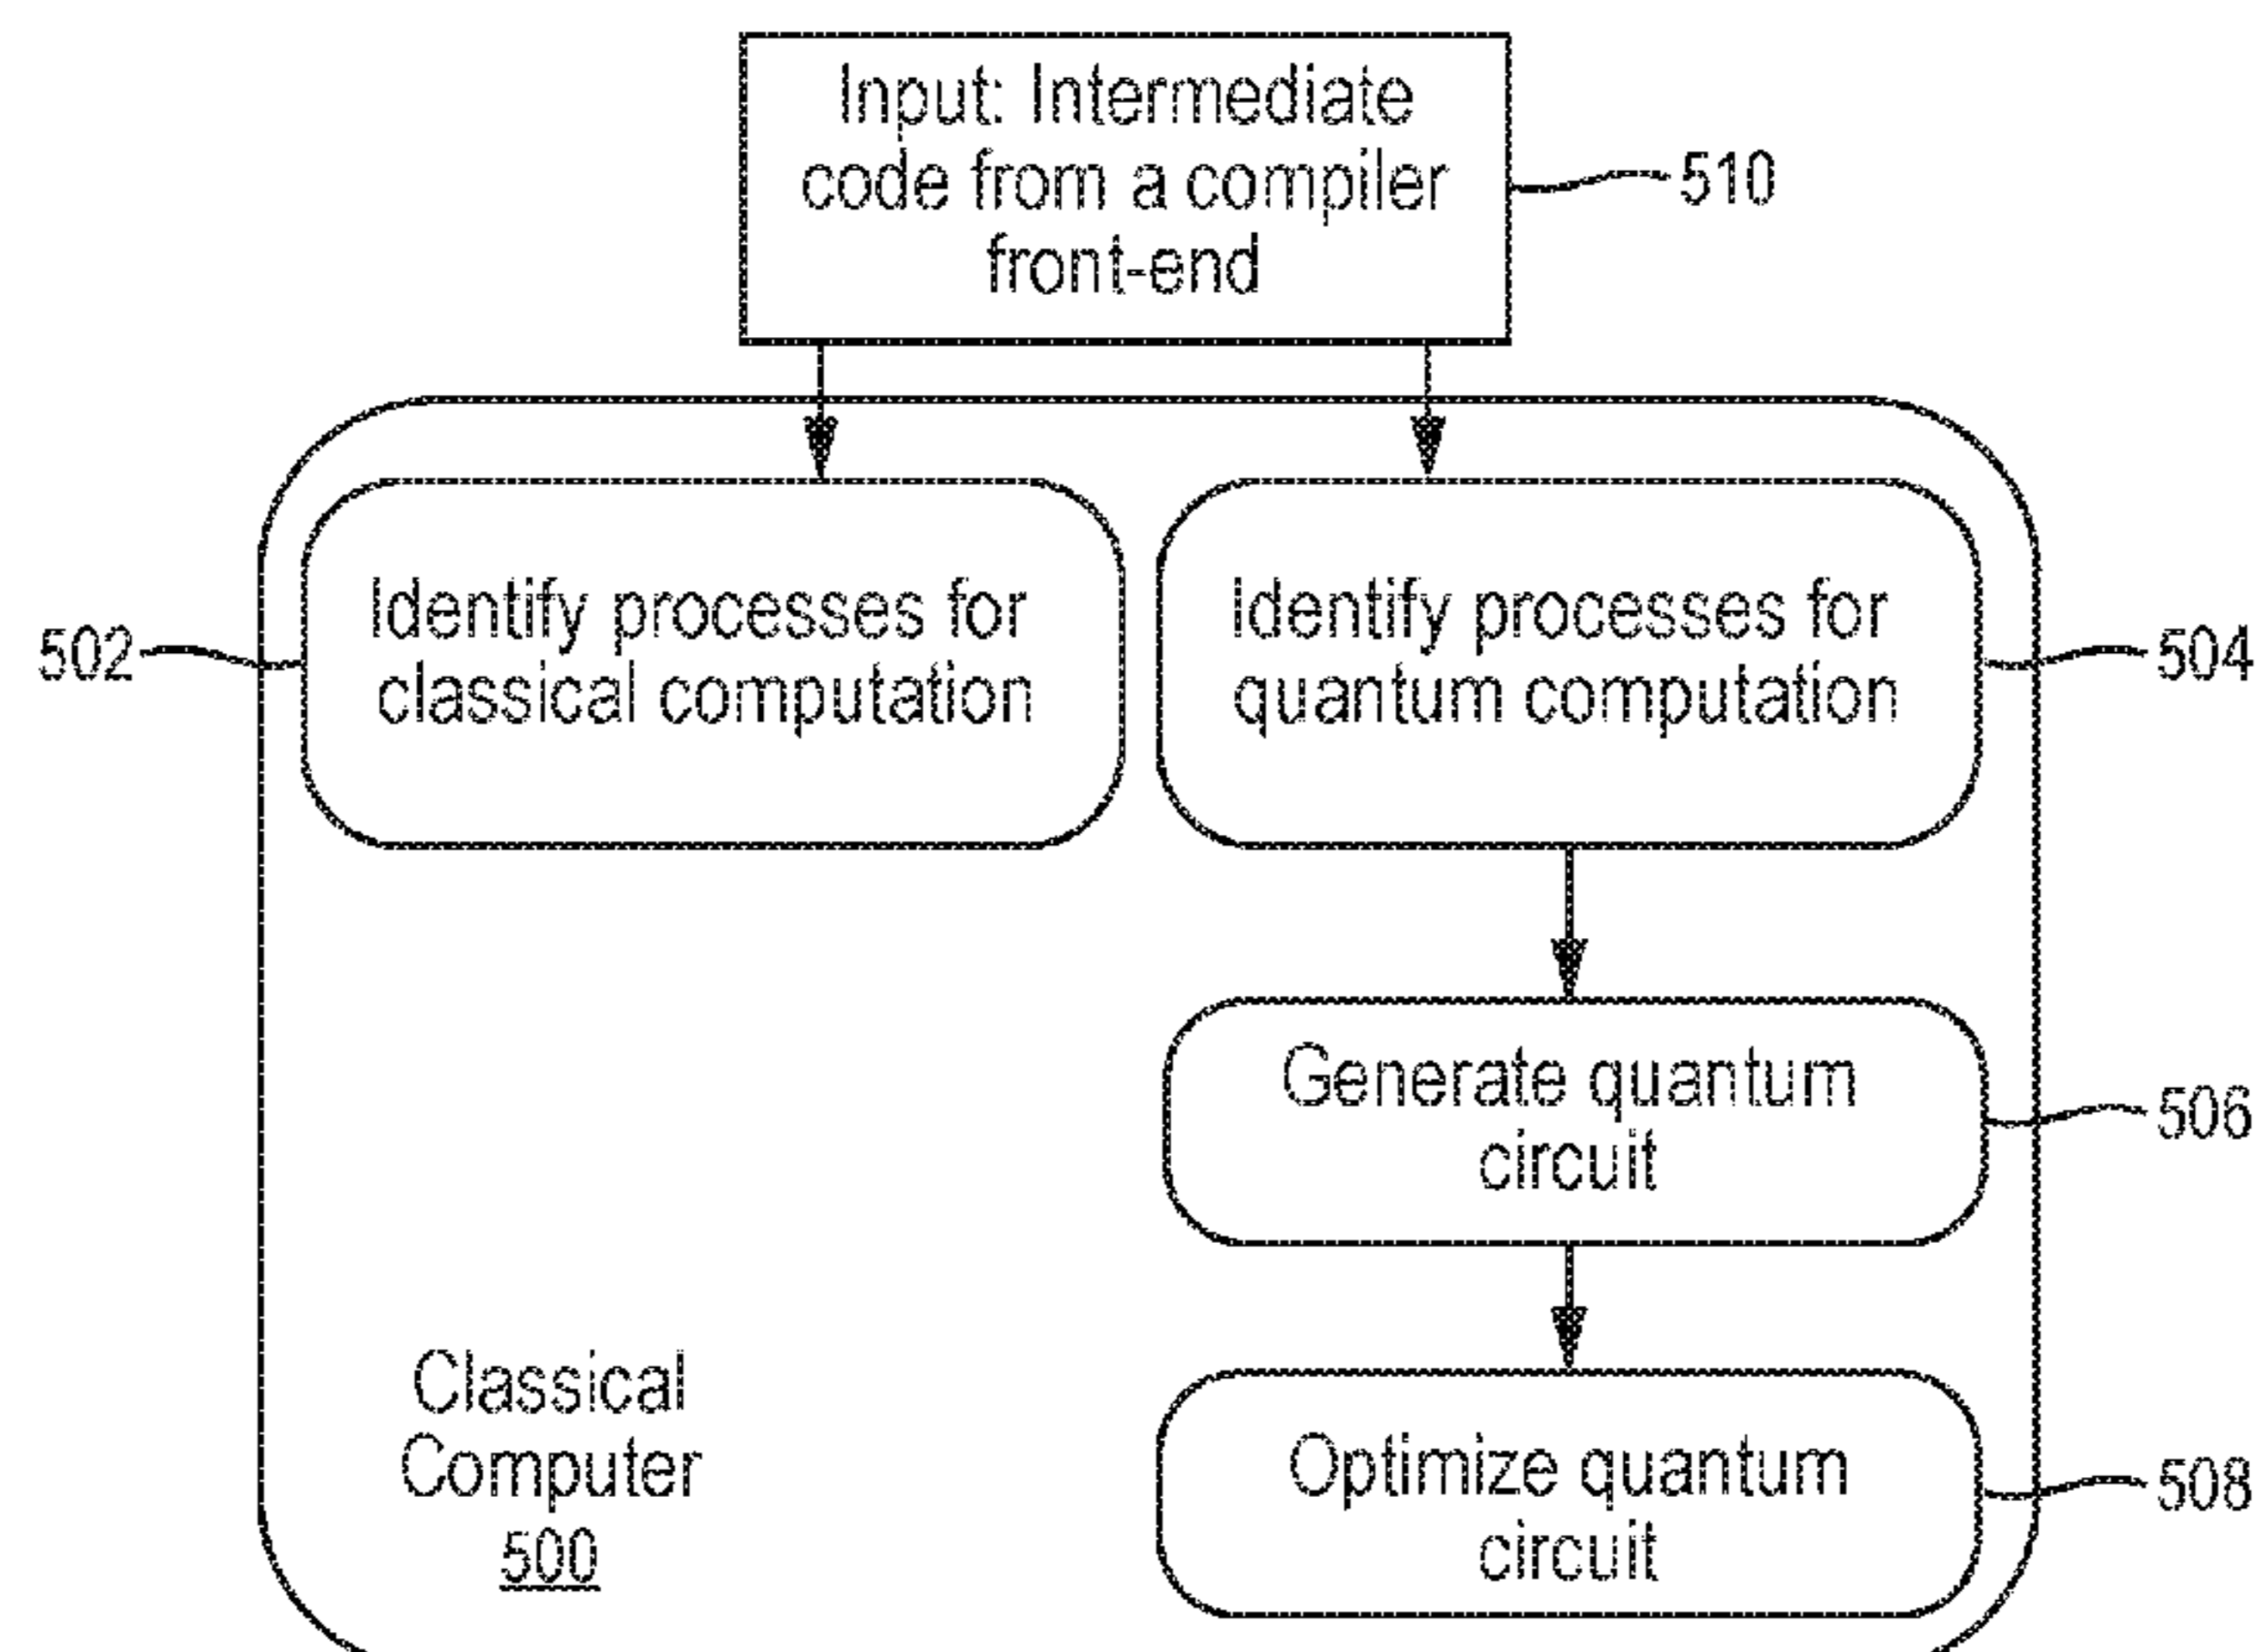 Input: Intermediate
code from a compiler
front-end
510
Identify processes for
classical computation
502
Identify processes for
quantum computation
504
Generate quantum
circuit
506
Classical
Computer
500
Optimize quantum
circuit
508